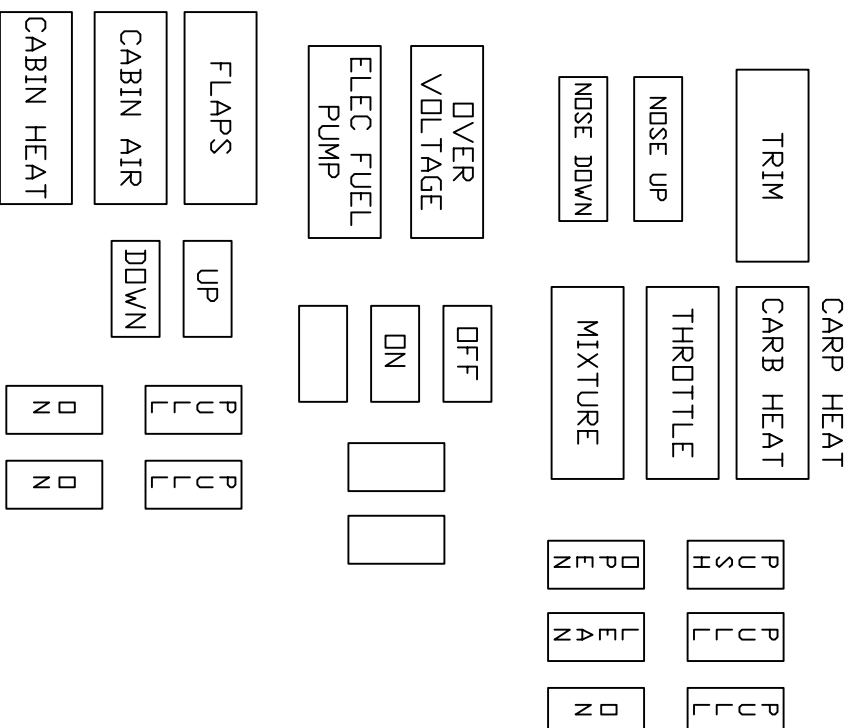 CARP HEAT
TRIM
CARB HEAT
NOSE UP
THROTTLE
NOSE DOWN
MIXTURE
PUSH
PULL
PULL
OPEN
LEAN
ON
OVER
VOLTAGE
ELEC FUEL
PUMP
OFF
ON
FLAPS
UP
CABIN AIR
DOWN
CABIN HEAT
PULL
PULL
ON
ON